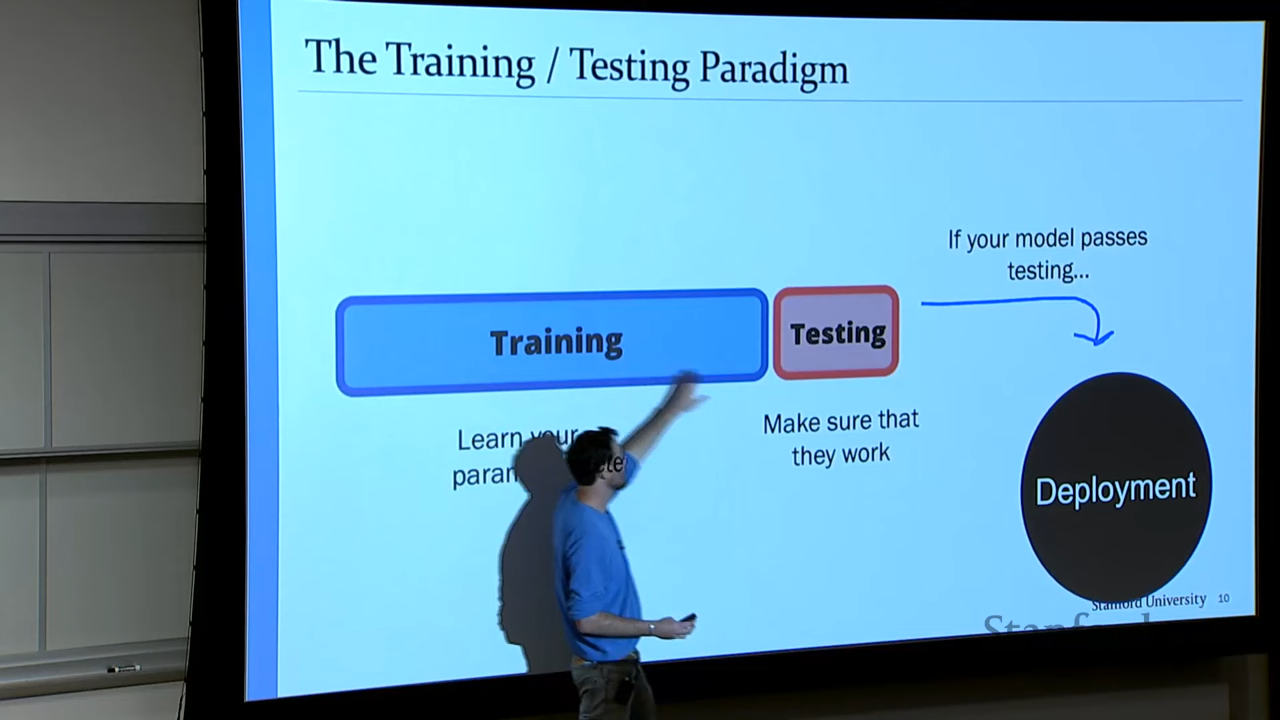 The Training / Testing Paradigm
If your model passes
testing...
Training
Testing
Learn your
Make sure that
they work
Deployment
Stanford University 10